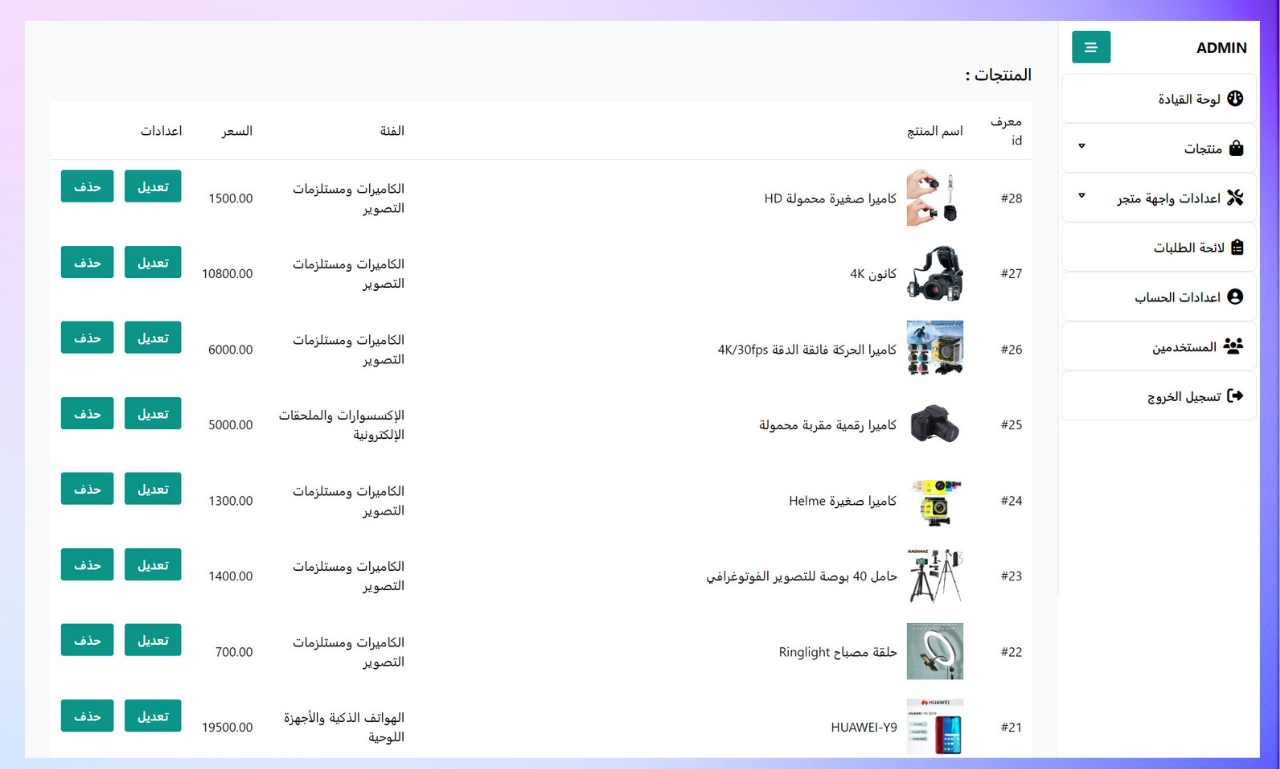 ADMIN
لوحة القيادة
منتجات
اعدادات واجهة متجر
لائحة الطلبات
اعدادات الحساب
المستخدمين
تسجيل الخروج
المنتجات :
معرف
id
اسم المنتج
الفئة
السعر
اعدادات
#28
كاميرا صغيرة محمولة HD
الكاميرات ومستلزمات
التصوير
1500.00
تعديل
حذف
#27
كانون 4K
الكاميرات ومستلزمات
التصوير
10800.00
تعديل
حذف
#26
كاميرا الحركة فائقة الدقة 4K/30fps
الكاميرات ومستلزمات
التصوير
6000.00
تعديل
حذف
#25
كاميرا رقمية مقربة محمولة
الإكسسوارات والملحقات
الإلكترونية
5000.00
تعديل
حذف
#24
كاميرا صغيرة Helme
الكاميرات ومستلزمات
التصوير
1300.00
تعديل
حذف
#23
حامل 40 بوصة للتصوير الفوتوغرافي
الكاميرات ومستلزمات
التصوير
1400.00
تعديل
حذف
#22
حلقة مصباح Ringlight
الكاميرات ومستلزمات
التصوير
700.00
تعديل
حذف
#21
HUAWEI
HUAWEI-Y9
الهواتف الذكية والأجهزة
اللوحية
19500.00
تعديل
حذف